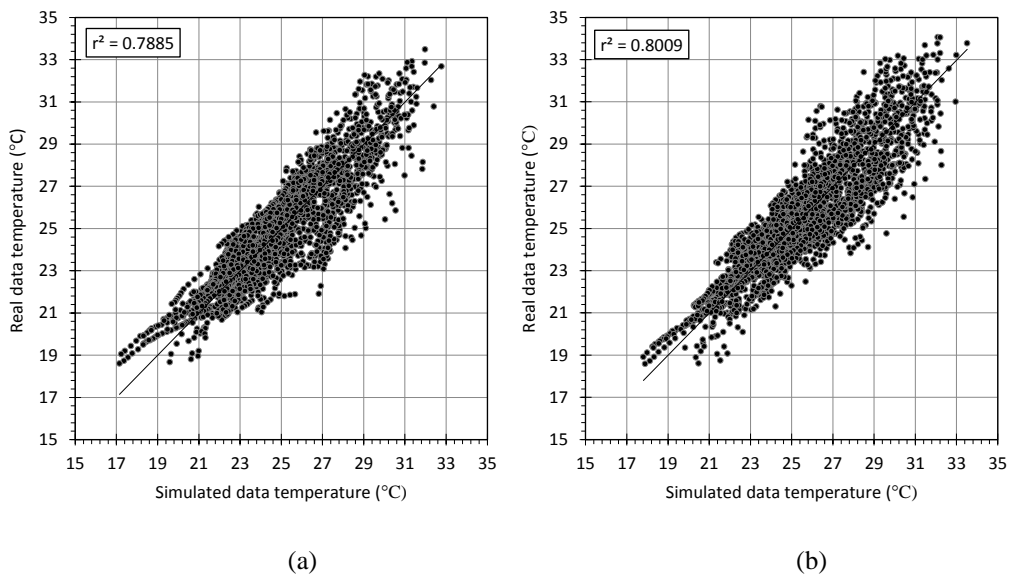 r² = 0.7885
Real data temperature (°C)
35
33
31
29
27
25
23
21
19
17
15
15 17 19 21 23 25 27 29 31 33 35
Simulated data temperature (°C)
(a)
r² = 0.8009
Real data temperature (°C)
35
33
31
29
27
25
23
21
19
17
15
15 17 19 21 23 25 27 29 31 33 35
Simulated data temperature (°C)
(b)